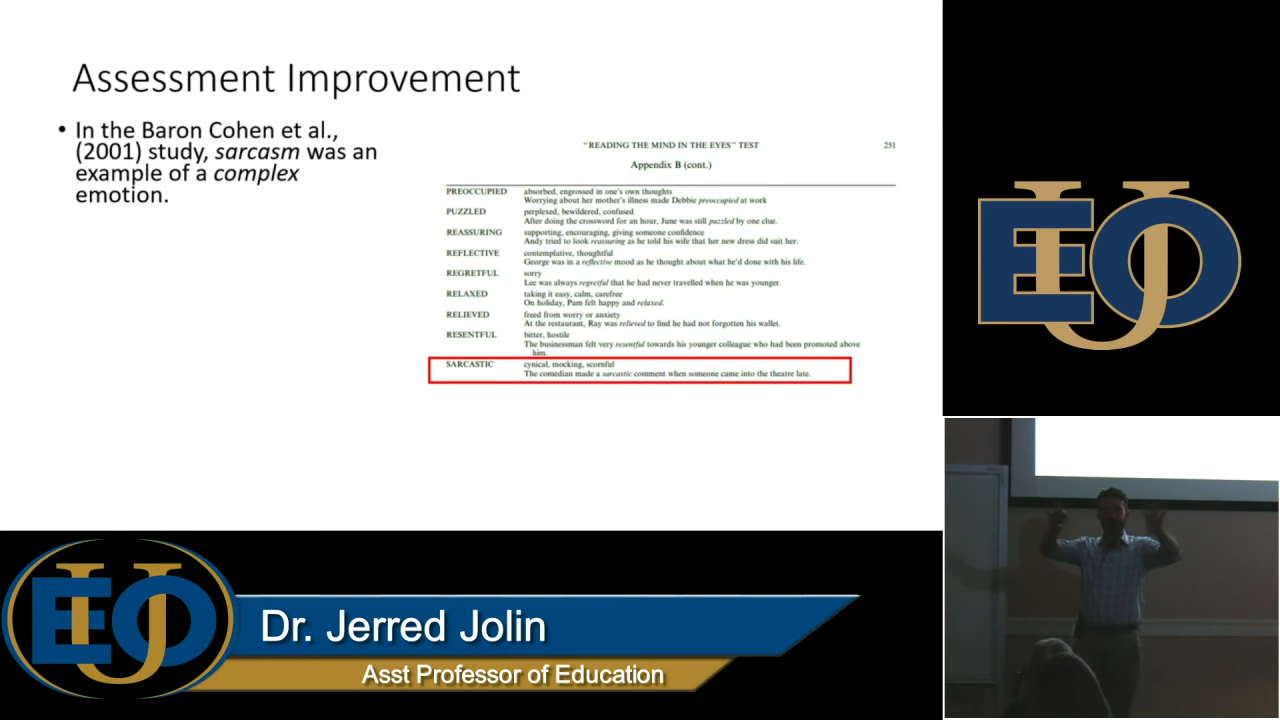 Assessment Improvement
• In the Baron Cohen et al.,
(2001) study, sarcasm was an
example of a complex
emotion.
"READING THE MIND IN THE EYES" TEST 251
Appendix B (cont.)
PREOCCUPIED absorbed, engrossed in one's own thoughts
Worrying about her mother's illness made Debbie preoccupied at work
PUZZLED perplexed, bewildered, confused
After doing the crossword for an hour, June was still puzzled by one clue.
REASSURING supporting, encouraging, giving someone confidence
Andy tried to look reassuring as he told his wife that her new dress did suit her.
REFLECTIVE contemplative, thoughtful
George was in a reflective mood as he thought about what he'd done with his life.
REGRETFUL sorry
Lee was always regretful that he had never travelled when he was younger.
RELAXED taking it easy, calm, carefree
On holiday, Pam felt happy and relaxed.
RELIEVED freed from worry or anxiety
At the restaurant, Ray was relieved to find he had not forgotten his wallet.
RESENTFUL bitter, hostile
The businessman felt very resentful towards his younger colleague who had been promoted above
him.
SARCASTIC cynical, mocking, scornful
The comedian made a sarcastic comment when someone came into the theatre late.
EOU
EOU
Dr. Jerred Jolin
Asst Professor of Education